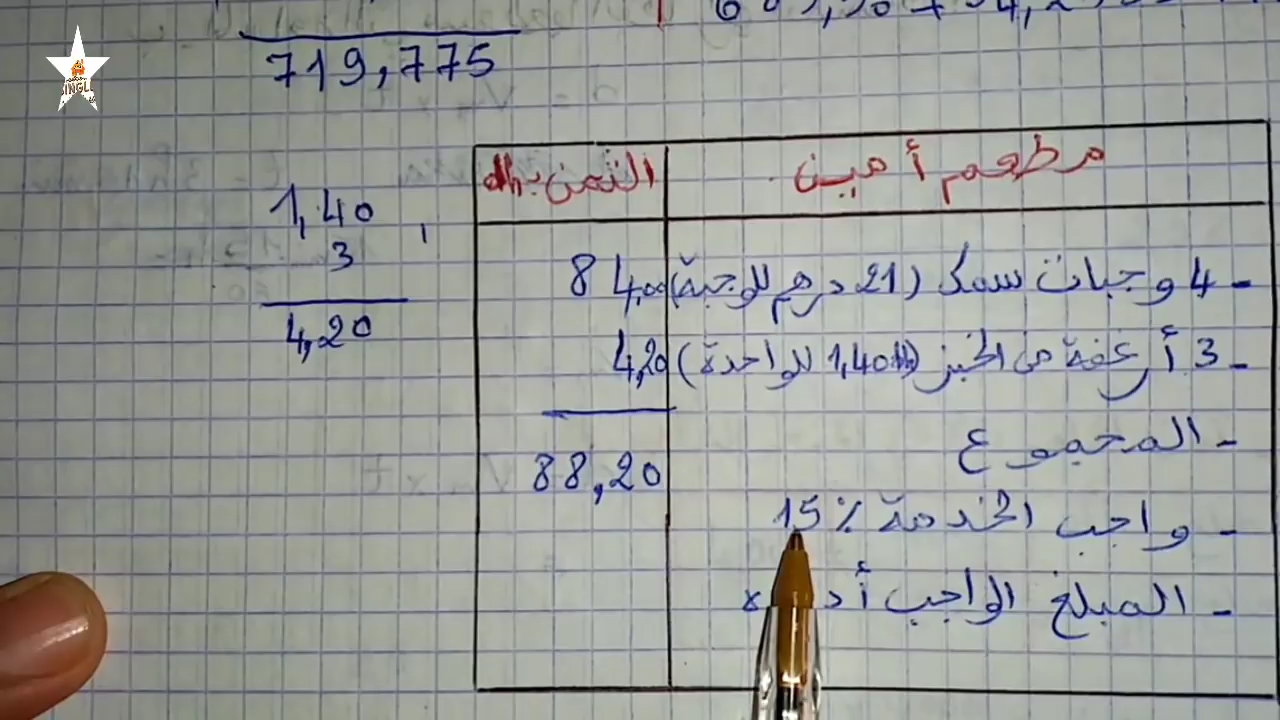 719,775
1,40
3
4,20
مطعم أمين الثمن بـ dh
- 4 وجبات سمك (21 درهم للوجبة) 84,00
- 3 أرغفة من الخبز (1,40dh للواحدة) 4,20
- المجموع 88,20
- واجب الخدمة 15%
- المبلغ الواجب